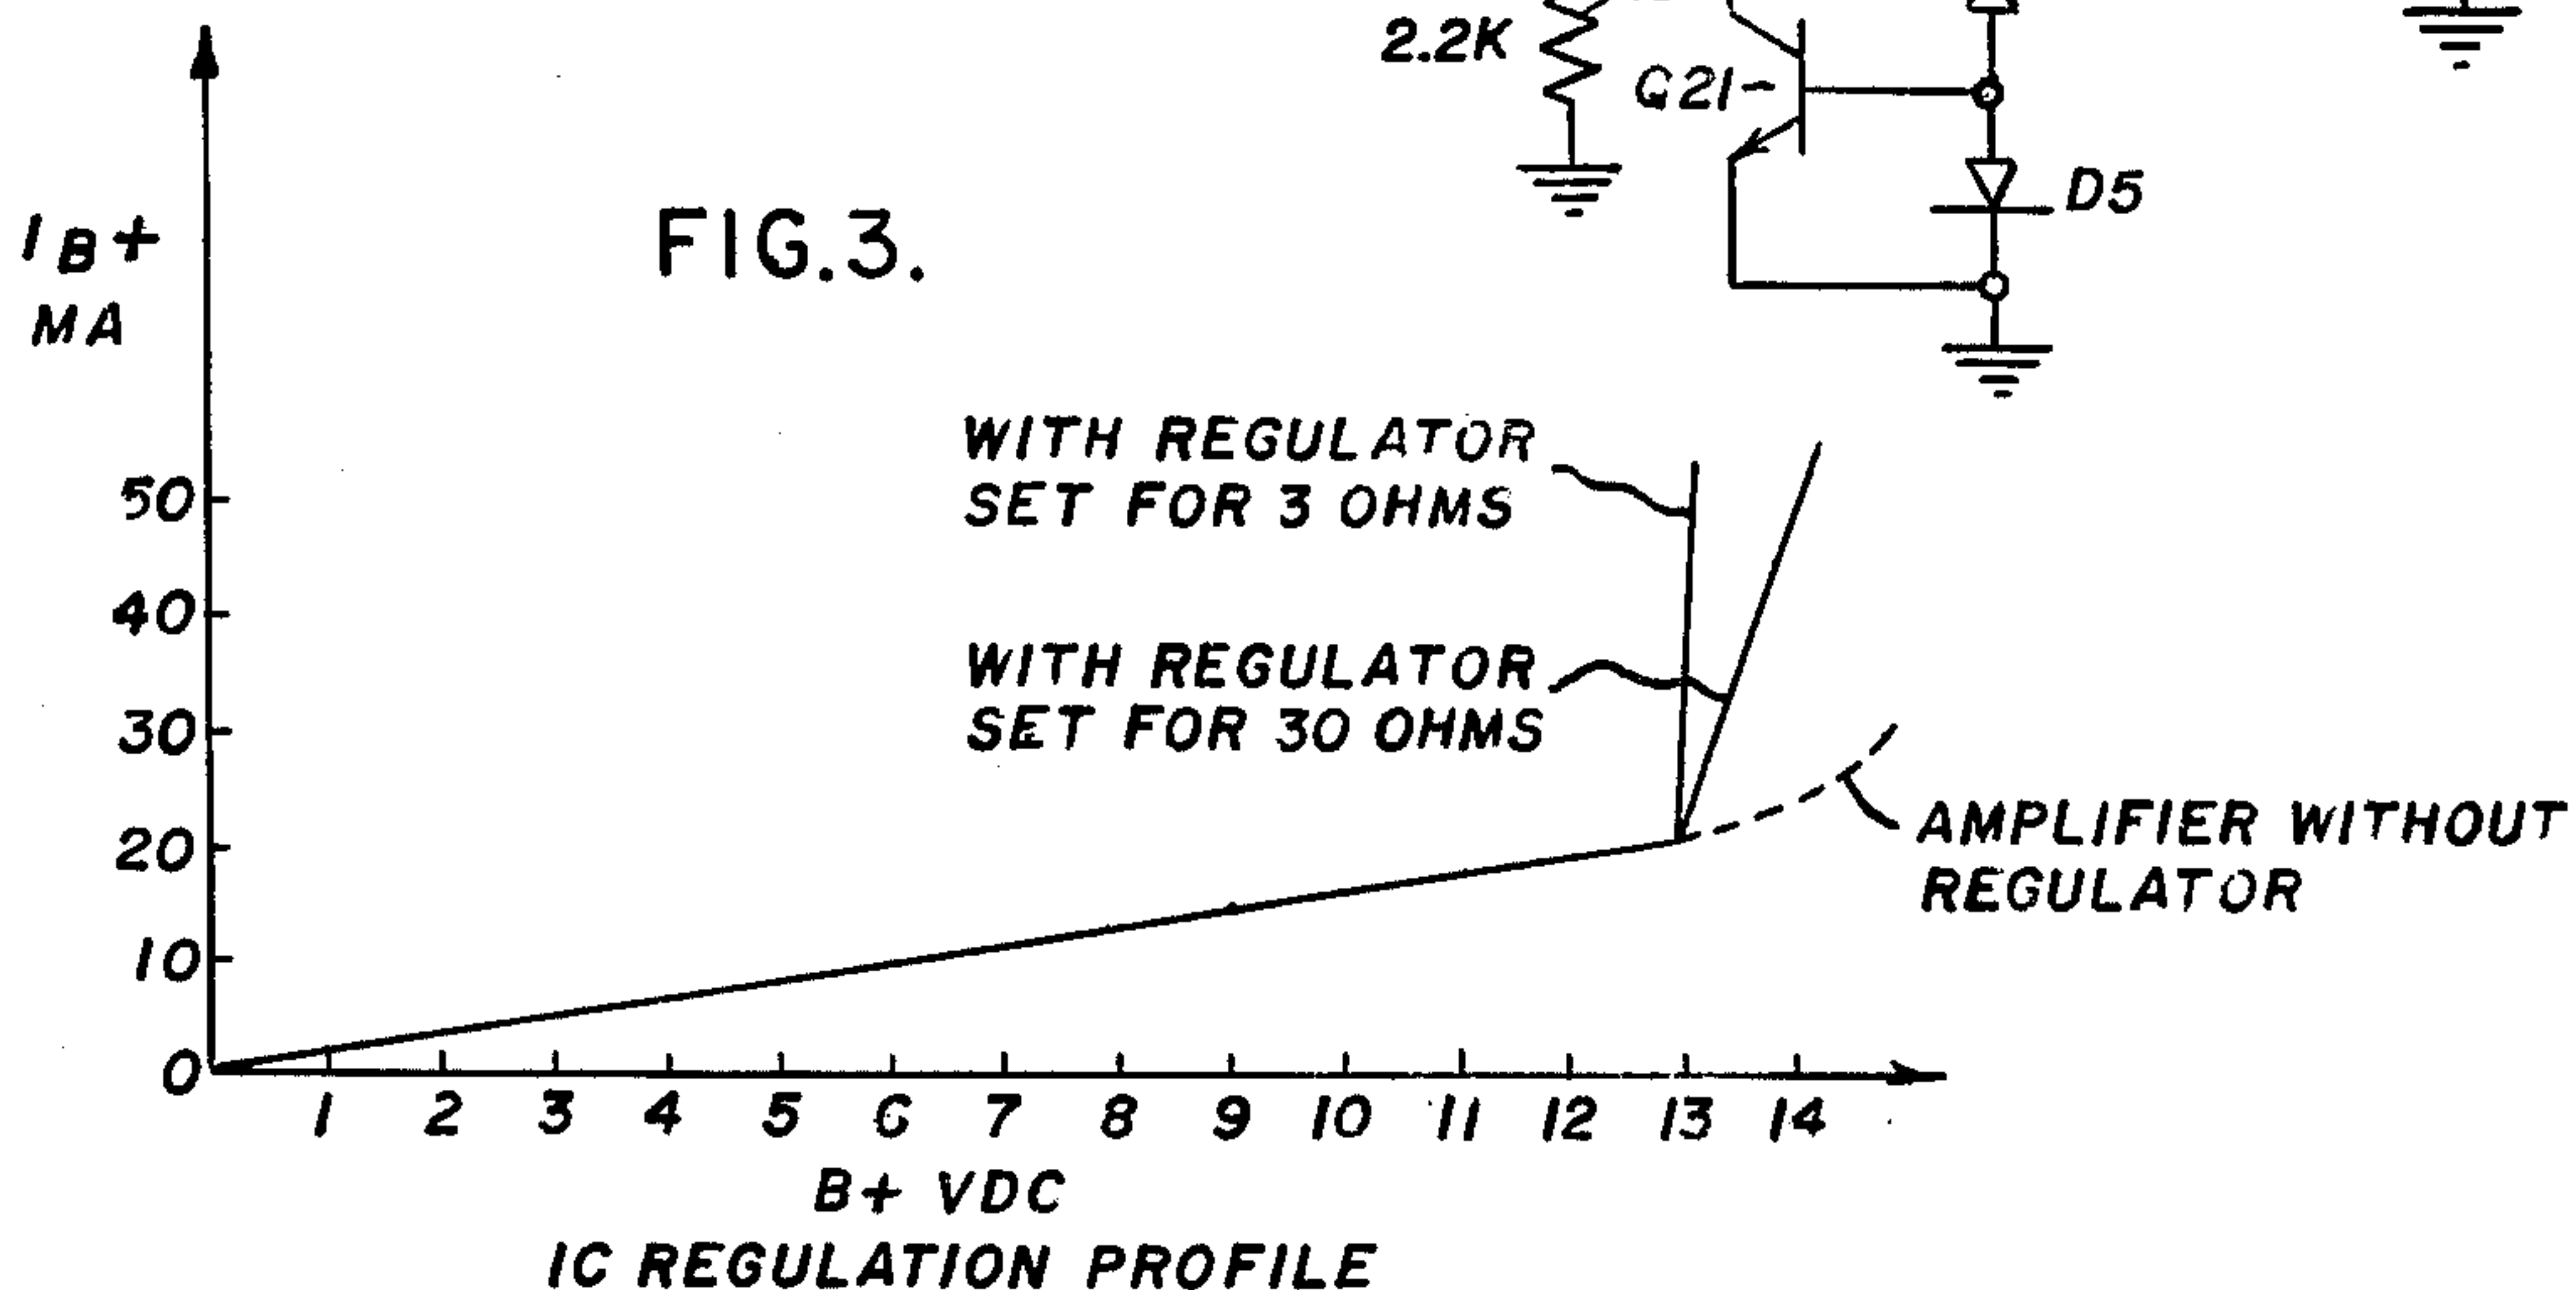 2.2K
Q21
D5
FIG.3.
IB+
MA
WITH REGULATOR
SET FOR 3 OHMS
WITH REGULATOR
SET FOR 30 OHMS
AMPLIFIER WITHOUT
REGULATOR
50
40
30
20
10
0
1 2 3 4 5 6 7 8 9 10 11 12 13 14
B+ VDC
IC REGULATION PROFILE